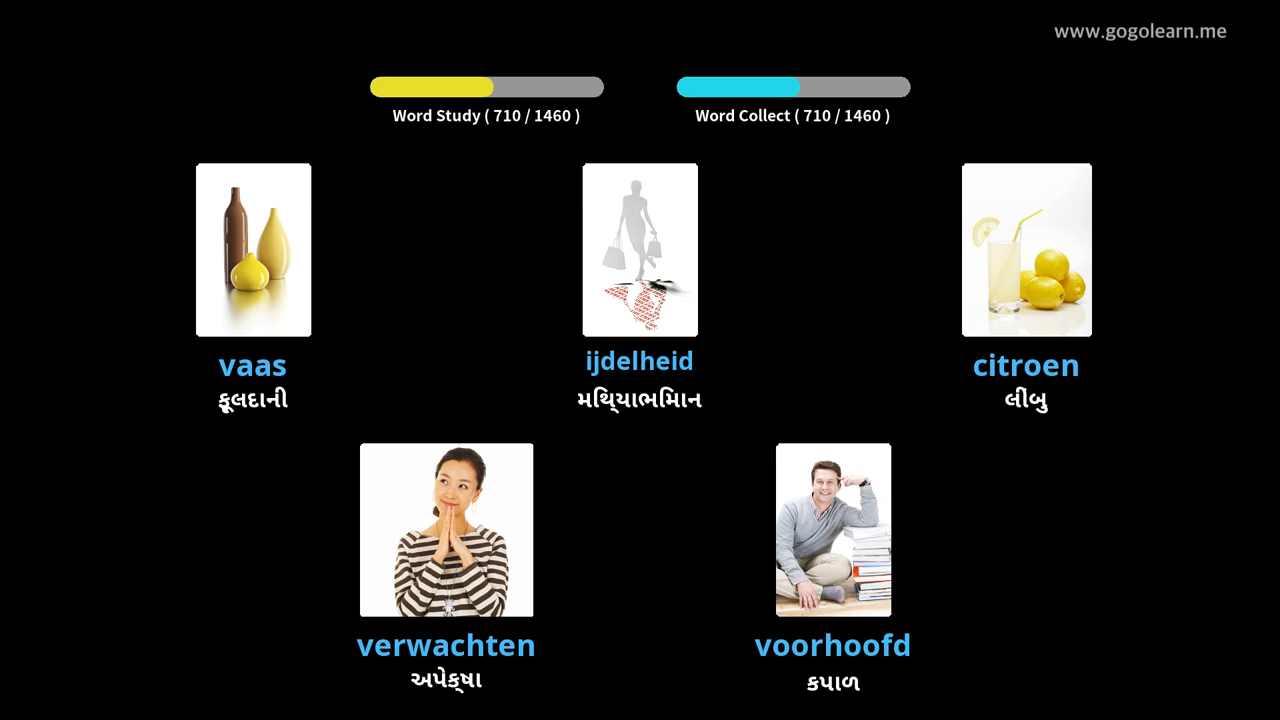 www.gogolearn.me
Word Study ( 710 / 1460 )
Word Collect ( 710 / 1460 )
vaas
ફૂલદાની
ijdelheid
મિથ્યાભિમાન
citroen
લીંબુ
verwachten
અપેક્ષા
voorhoofd
કપાળ